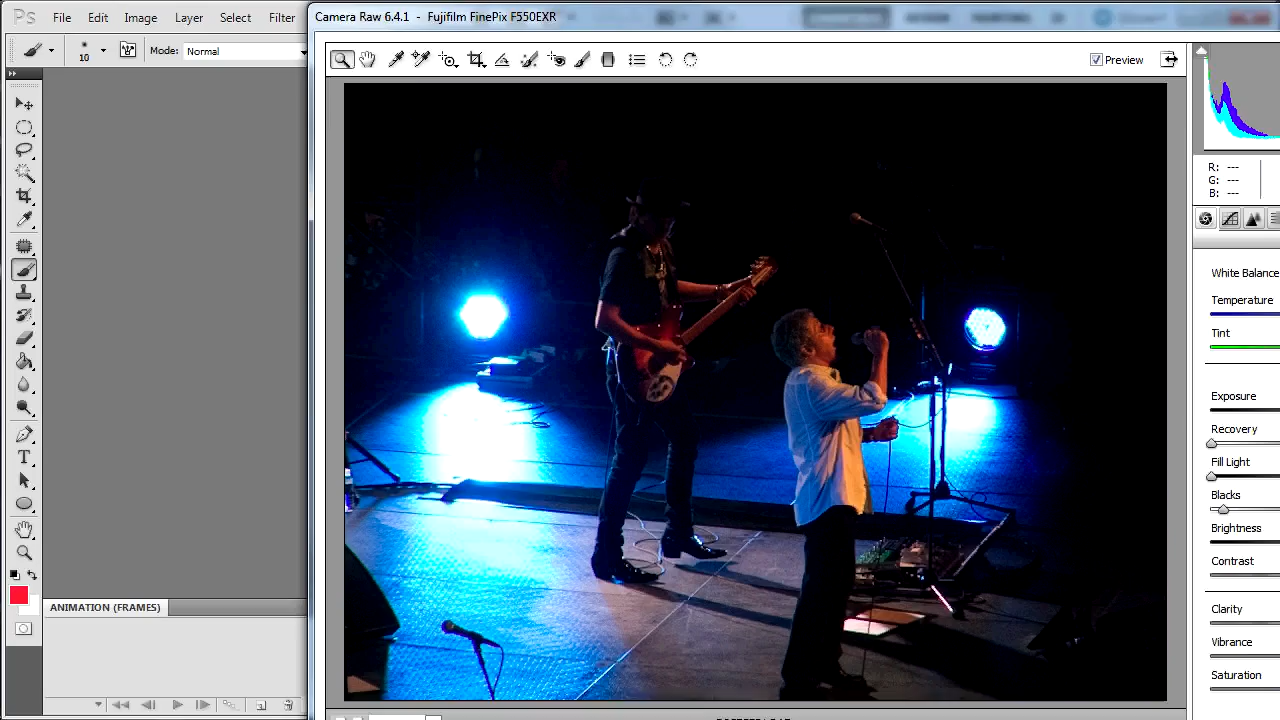 Ps File Edit Image Layer Select Filter
Camera Raw 6.4.1 - Fujifilm FinePix F550EXR
10 Mode: Normal
Preview
R: ---
G: ---
B: ---
White Balance
Temperature
Tint
Exposure
Recovery
Fill Light
Blacks
Brightness
Contrast
Clarity
Vibrance
Saturation
T
ANIMATION (FRAMES)